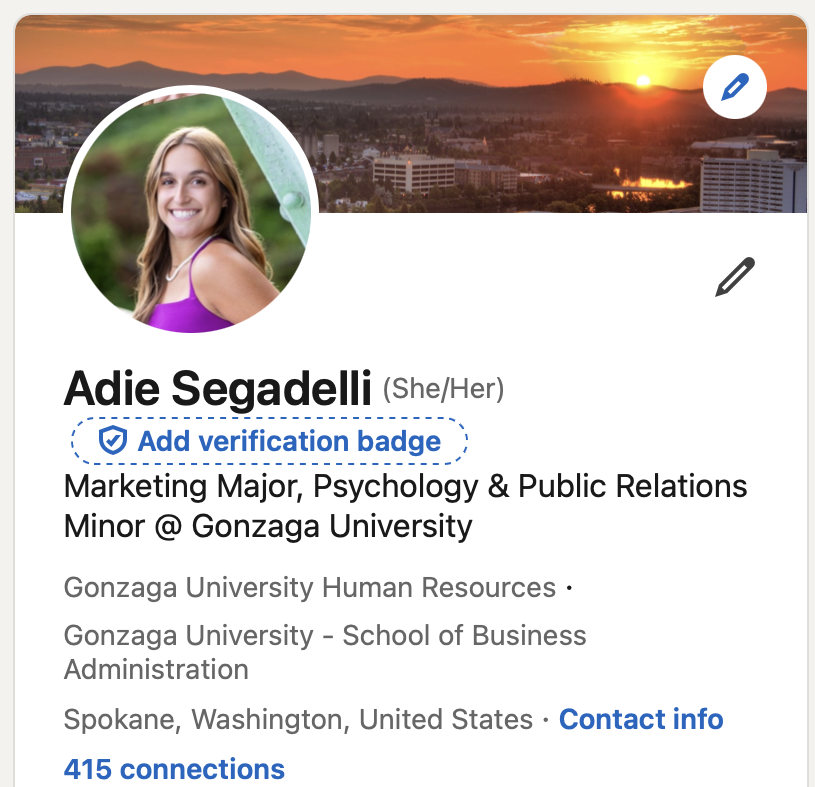 Adie Segadelli (She/Her)
Add verification badge
Marketing Major, Psychology & Public Relations
Minor @ Gonzaga University
Gonzaga University Human Resources ·
Gonzaga University - School of Business
Administration
Spokane, Washington, United States · Contact info
415 connections